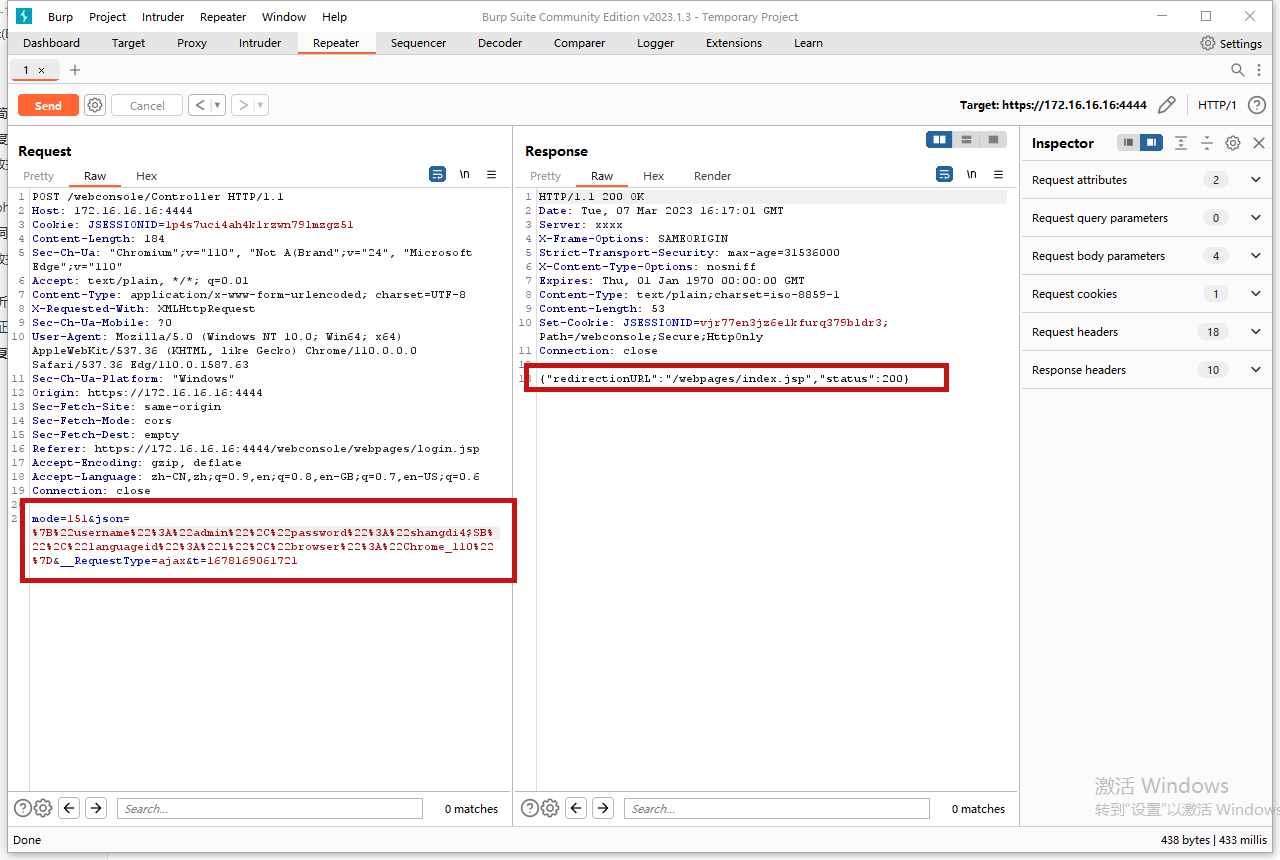 Burp Project Intruder Repeater Window Help Burp Suite Community Edition v2023.1.3 - Temporary Project
Dashboard Target Proxy Intruder Repeater Sequencer Decoder Comparer Logger Extensions Learn Settings
1 × +
Send Cancel < > Target: https://172.16.16.16:4444 HTTP/1
Request
Pretty Raw Hex \n
1 POST /webconsole/Controller HTTP/1.1
2 Host: 172.16.16.16:4444
3 Cookie: JSESSIONID=1p4s7uci4ah4k1rzwn791mzgz51
4 Content-Length: 184
5 Sec-Ch-Ua: "Chromium";v="110", "Not A(Brand";v="24", "Microsoft
Edge";v="110"
6 Accept: text/plain, */*; q=0.01
7 Content-Type: application/x-www-form-urlencoded; charset=UTF-8
8 X-Requested-With: XMLHttpRequest
9 Sec-Ch-Ua-Mobile: ?0
10 User-Agent: Mozilla/5.0 (Windows NT 10.0; Win64; x64)
AppleWebKit/537.36 (KHTML, like Gecko) Chrome/110.0.0.0
Safari/537.36 Edg/110.0.1587.63
11 Sec-Ch-Ua-Platform: "Windows"
12 Origin: https://172.16.16.16:4444
13 Sec-Fetch-Site: same-origin
14 Sec-Fetch-Mode: cors
15 Sec-Fetch-Dest: empty
16 Referer: https://172.16.16.16:4444/webconsole/webpages/login.jsp
17 Accept-Encoding: gzip, deflate
18 Accept-Language: zh-CN,zh;q=0.9,en;q=0.8,en-GB;q=0.7,en-US;q=0.6
19 Connection: close
20
mode=151&json=
%7B%22username%22%3A%22admin%22%2C%22password%22%3A%22shangdi4$SB%
22%2C%22languageid%22%3A%221%22%2C%22browser%22%3A%22Chrome_110%22
%7D&__RequestType=ajax&t=1678169061721
Search... 0 matches
Response
Pretty Raw Hex Render \n
1 HTTP/1.1 200 OK
2 Date: Tue, 07 Mar 2023 16:17:01 GMT
3 Server: xxxx
4 X-Frame-Options: SAMEORIGIN
5 Strict-Transport-Security: max-age=31536000
6 X-Content-Type-Options: nosniff
7 Expires: Thu, 01 Jan 1970 00:00:00 GMT
8 Content-Type: text/plain;charset=iso-8859-1
9 Content-Length: 53
10 Set-Cookie: JSESSIONID=vjr77en3jz6e1kfurq379bldr3;
Path=/webconsole;Secure;HttpOnly
11 Connection: close
{"redirectionURL":"/webpages/index.jsp","status":200}
Search... 0 matches
Inspector
Request attributes 2
Request query parameters 0
Request body parameters 4
Request cookies 1
Request headers 18
Response headers 10
激活 Windows
转到"设置"以激活 Windows
Done 438 bytes | 433 millis